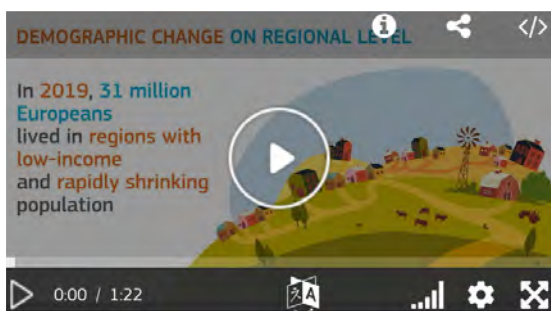 DEMOGRAPHIC CHANGE ON REGIONAL LEVEL
In 2019, 31 million
Europeans
lived in regions with
low-income
and rapidly shrinking
population
0:00 / 1:22